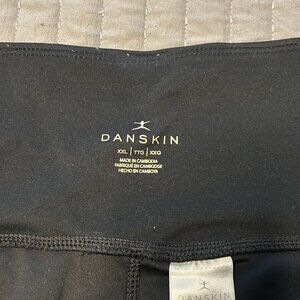 DANSKIN
XXL | TTG | XXG
MADE IN CAMBODIA
FABRIQUÉ EN CAMBODGE
HECHO EN CAMBOYA
DANSKIN